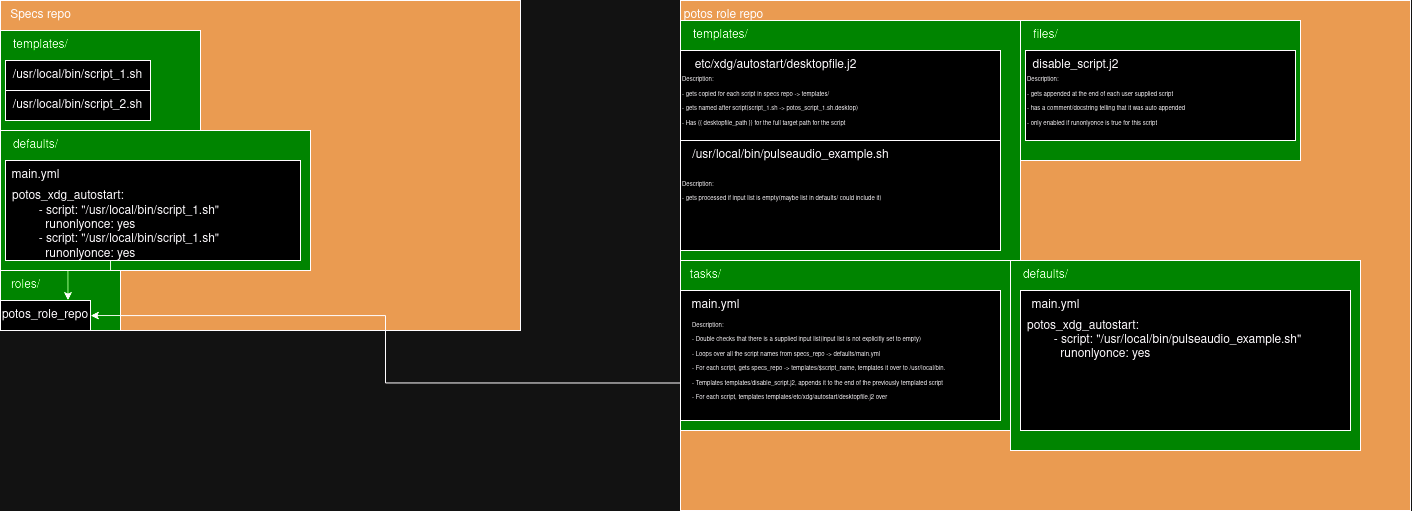 Specs repo
templates/
/usr/local/bin/script_1.sh
/usr/local/bin/script_2.sh
defaults/
main.yml
potos_xdg_autostart:
- script: "/usr/local/bin/script_1.sh"
runonlyonce: yes
- script: "/usr/local/bin/script_1.sh"
runonlyonce: yes
roles/
potos_role_repo
potos role repo
templates/
etc/xdg/autostart/desktopfile.j2
Description:
- gets copied for each script in specs repo -> templates/
- gets named after script(script_1.sh -> potos_script_1.sh.desktop)
- Has {{ desktopfile_path }} for the full target path for the script
/usr/local/bin/pulseaudio_example.sh
Description:
- gets processed if input list is empty(maybe list in defaults/ could include it)
files/
disable_script.j2
Description:
- gets appended at the end of each user supplied script
- has a comment/docstring telling that it was auto appended
- only enabled if runonlyonce is true for this script
tasks/
main.yml
Description:
- Double checks that there is a supplied input list(input list is not explicitly set to empty)
- Loops over all the script names from specs_repo -> defaults/main.yml
- For each script, gets specs_repo -> templates/$script_name, templates it over to /usr/local/bin.
- Templates templates/disable_script.j2, appends it to the end of the previously templated script
- For each script, templates templates/etc/xdg/autostart/desktopfile.j2 over
defaults/
main.yml
potos_xdg_autostart:
- script: "/usr/local/bin/pulseaudio_example.sh"
runonlyonce: yes